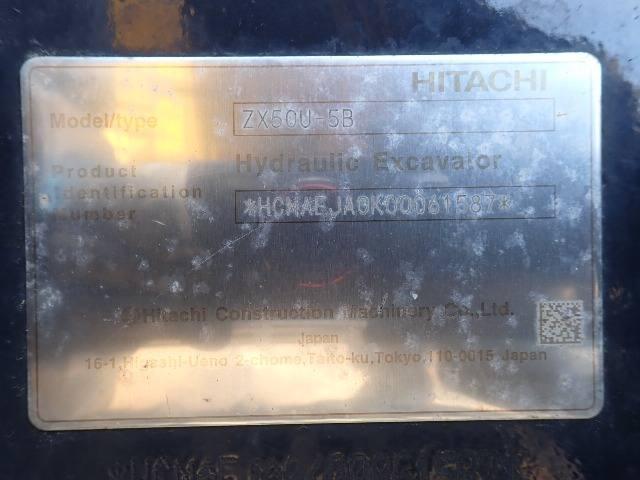 HITACHI
Model/type ZX50U-5B
Product Hydraulic Excavator
Identification
Number *HCMAEJA0K00061587*
Hitachi Construction Machinery Co.,Ltd.
Japan
16-1,Higashi-Ueno 2-chome,Taito-ku,Tokyo,110-0015 Japan